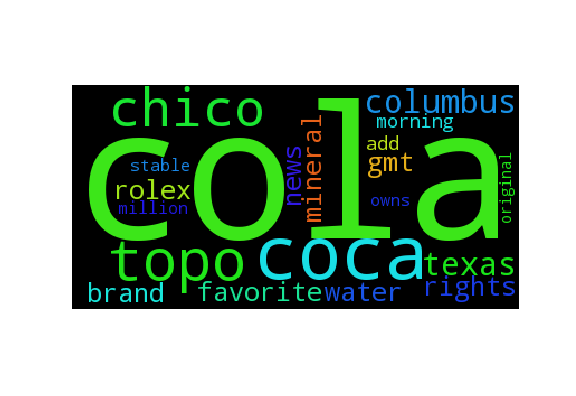 chico
columbus
morning
cola
add
gmt
mineral
news
stable
rolex
million
owns
original
topo
coca
texas
brand
favorite
water
rights